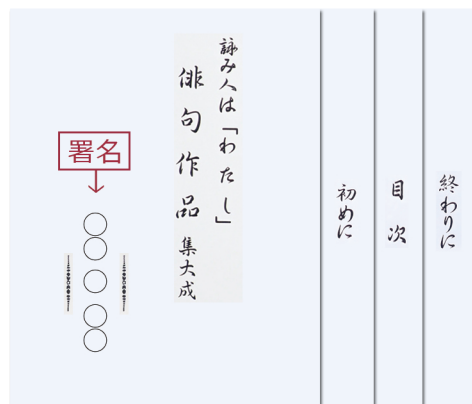 終わりに
目次
初めに
詠み人は「わたし」
俳句作品集大成
署名
○○○○○